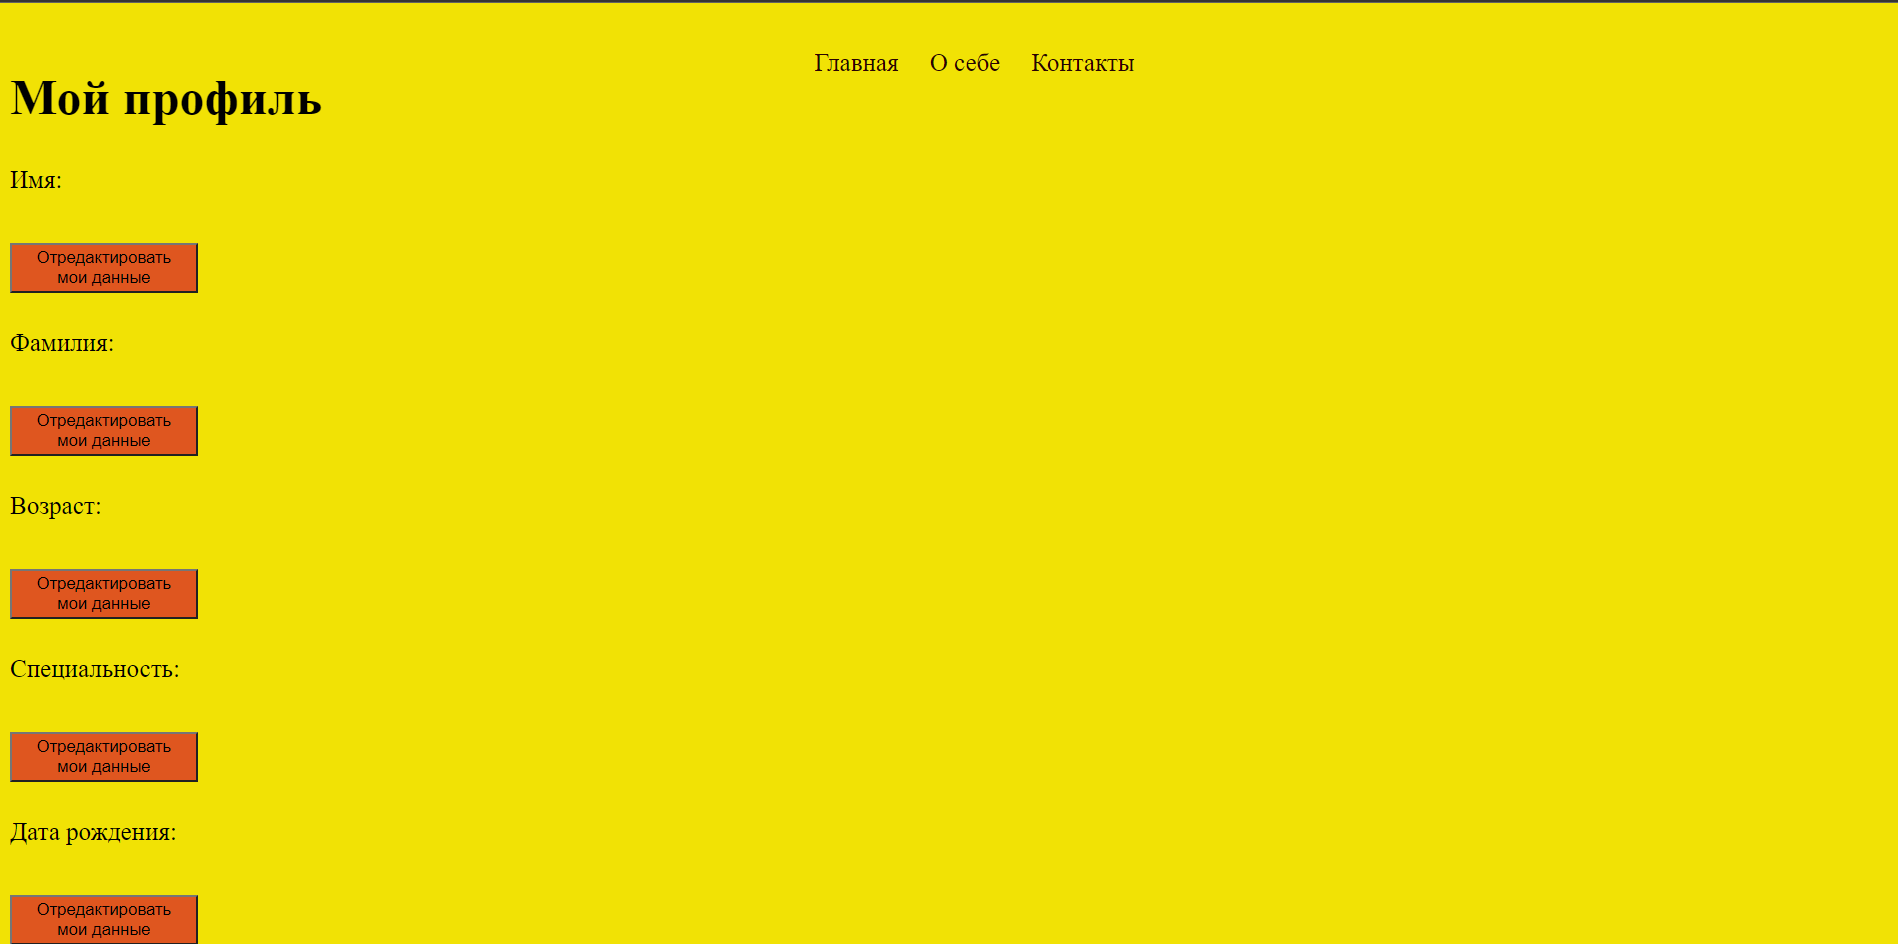 Главная О себе Контакты
Мой профиль
Имя:
Отредактировать
мои данные
Фамилия:
Отредактировать
мои данные
Возраст:
Отредактировать
мои данные
Специальность:
Отредактировать
мои данные
Дата рождения:
Отредактировать
мои данные